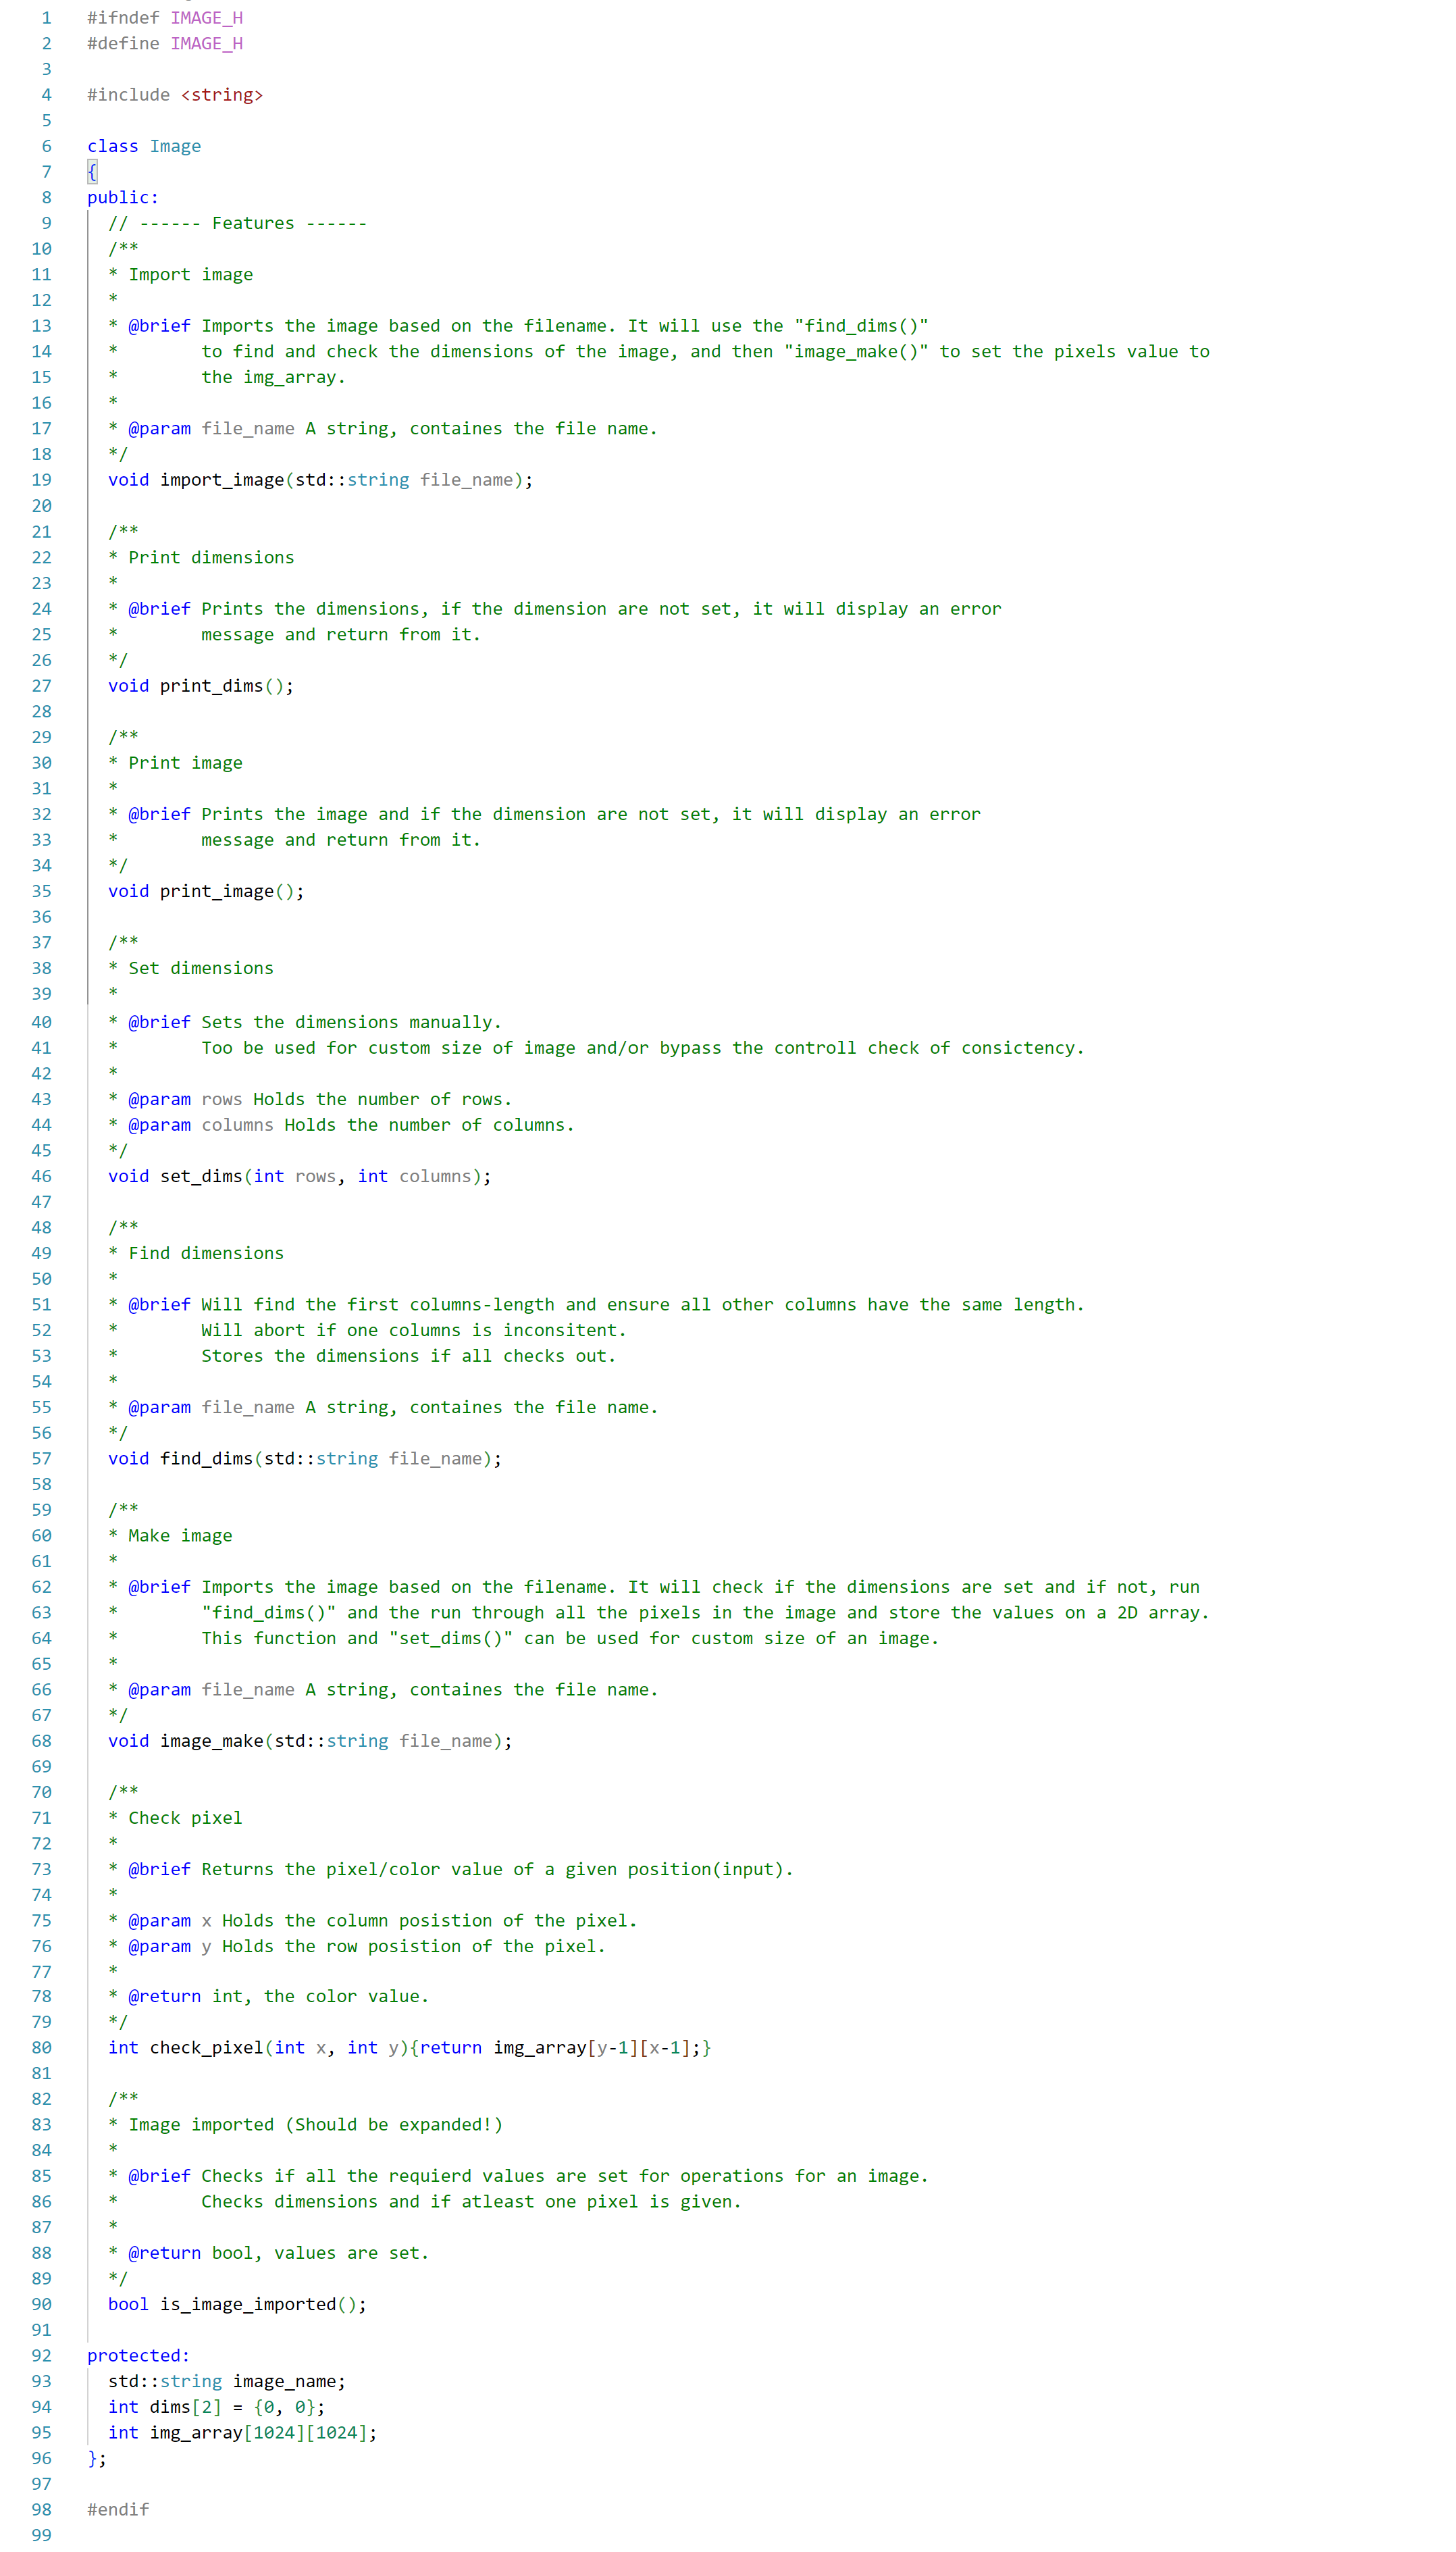 1 #ifndef IMAGE_H
2 #define IMAGE_H
3
4 #include <string>
5
6 class Image
7 {
8 public:
9 // ------ Features ------
10 /**
11 * Import image
12 *
13 * @brief Imports the image based on the filename. It will use the "find_dims()"
14 * to find and check the dimensions of the image, and then "image_make()" to set the pixels value to
15 * the img_array.
16 *
17 * @param file_name A string, containes the file name.
18 */
19 void import_image(std::string file_name);
20
21 /**
22 * Print dimensions
23 *
24 * @brief Prints the dimensions, if the dimension are not set, it will display an error
25 * message and return from it.
26 */
27 void print_dims();
28
29 /**
30 * Print image
31 *
32 * @brief Prints the image and if the dimension are not set, it will display an error
33 * message and return from it.
34 */
35 void print_image();
36
37 /**
38 * Set dimensions
39 *
40 * @brief Sets the dimensions manually.
41 * Too be used for custom size of image and/or bypass the controll check of consictency.
42 *
43 * @param rows Holds the number of rows.
44 * @param columns Holds the number of columns.
45 */
46 void set_dims(int rows, int columns);
47
48 /**
49 * Find dimensions
50 *
51 * @brief Will find the first columns-length and ensure all other columns have the same length.
52 * Will abort if one columns is inconsitent.
53 * Stores the dimensions if all checks out.
54 *
55 * @param file_name A string, containes the file name.
56 */
57 void find_dims(std::string file_name);
58
59 /**
60 * Make image
61 *
62 * @brief Imports the image based on the filename. It will check if the dimensions are set and if not, run
63 * "find_dims()" and the run through all the pixels in the image and store the values on a 2D array.
64 * This function and "set_dims()" can be used for custom size of an image.
65 *
66 * @param file_name A string, containes the file name.
67 */
68 void image_make(std::string file_name);
69
70 /**
71 * Check pixel
72 *
73 * @brief Returns the pixel/color value of a given position(input).
74 *
75 * @param x Holds the column posistion of the pixel.
76 * @param y Holds the row posistion of the pixel.
77 *
78 * @return int, the color value.
79 */
80 int check_pixel(int x, int y){return img_array[y-1][x-1];}
81
82 /**
83 * Image imported (Should be expanded!)
84 *
85 * @brief Checks if all the requierd values are set for operations for an image.
86 * Checks dimensions and if atleast one pixel is given.
87 *
88 * @return bool, values are set.
89 */
90 bool is_image_imported();
91
92 protected:
93 std::string image_name;
94 int dims[2] = {0, 0};
95 int img_array[1024][1024];
96 };
97
98 #endif
99